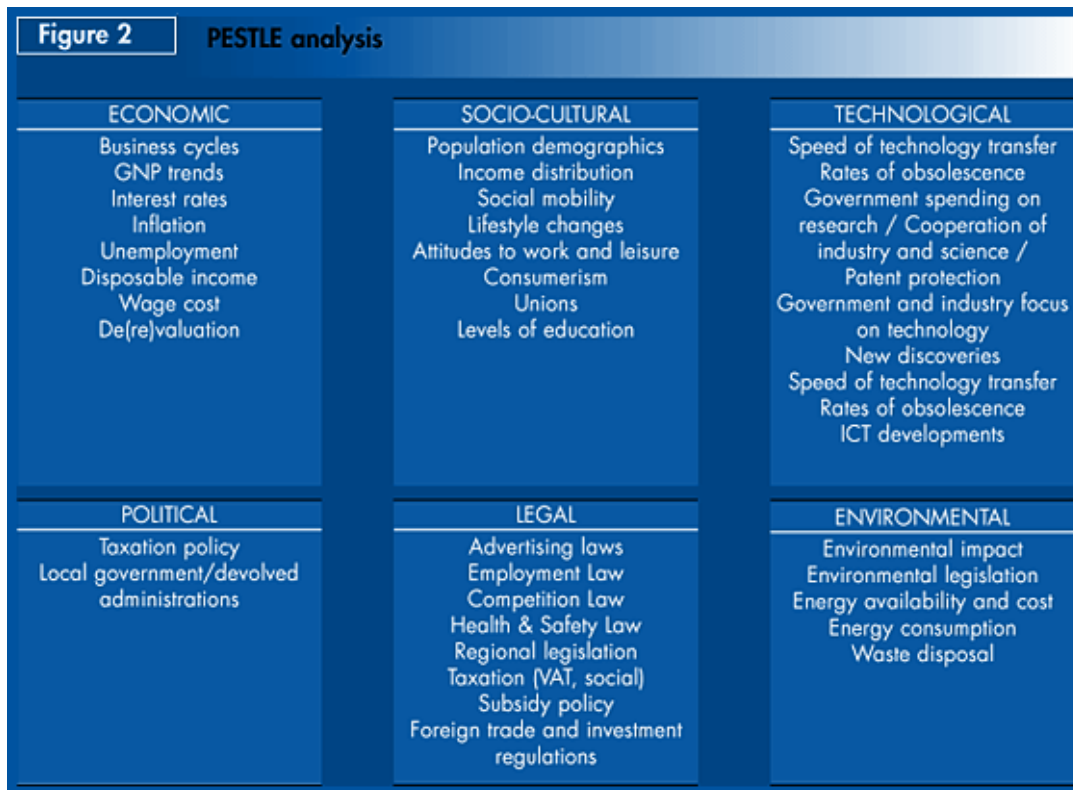 Figure 2
PESTLE analysis
ECONOMIC
Business cycles
GNP trends
Interest rates
Inflation
Unemployment
Disposable income
Wage cost
De(re)valuation
SOCIO-CULTURAL
Population demographics
Income distribution
Social mobility
Lifestyle changes
Attitudes to work and leisure
Consumerism
Unions
Levels of education
TECHNOLOGICAL
Speed of technology transfer
Rates of obsolescence
Government spending on
research / Cooperation of
industry and science /
Patent protection
Government and industry focus
on technology
New discoveries
Speed of technology transfer
Rates of obsolescence
ICT developments
POLITICAL
Taxation policy
Local government/devolved
administrations
LEGAL
Advertising laws
Employment Law
Competition Law
Health & Safety Law
Regional legislation
Taxation (VAT, social)
Subsidy policy
Foreign trade and investment
regulations
ENVIRONMENTAL
Environmental impact
Environmental legislation
Energy availability and cost
Energy consumption
Waste disposal